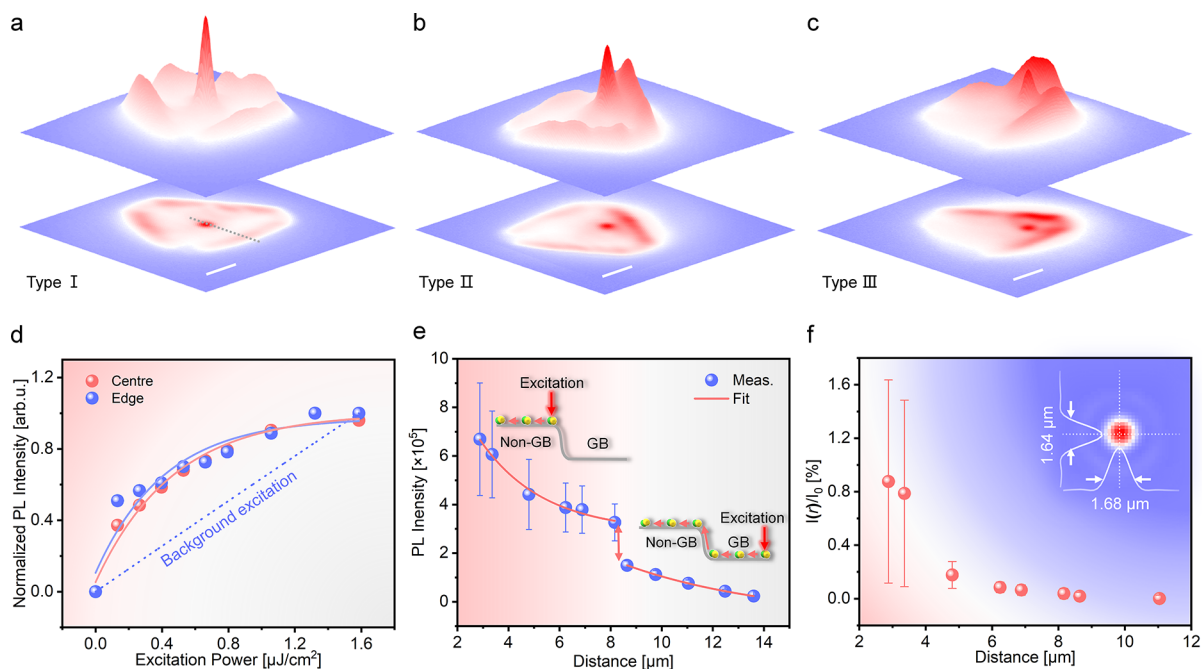 a
b
c
Type Ⅰ
Type Ⅱ
Type Ⅲ
d
Normalized PL Intensity [arb.u.]
1.2
0.8
0.4
0.0
Centre
Edge
Background excitation
0.0 0.4 0.8 1.2 1.6
Excitation Power [μJ/cm²]
e
PL Inensity [×10⁵]
10
8
6
4
2
0
Excitation
Non-GB
GB
Meas.
Fit
Excitation
Non-GB
GB
2 4 6 8 10 12 14
Distance [μm]
f
I(r)/I₀ [%]
1.6
1.2
0.8
0.4
0.0
1.64 μm
1.68 μm
2 4 6 8 10 12
Distance [μm]